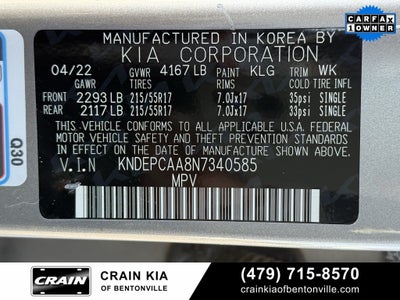 MANUFACTURED IN KOREA BY
KIA CORPORATION
CARFAX
1 OWNER
04/22 GVWR 4167 LB PAINT KLG TRIM WK
GAWR TIRES RIMS COLD TIRE INFL
FRONT 2293 LB 215/55R17 7.0Jx17 35psi SINGLE
REAR 2117 LB 215/55R17 7.0Jx17 33psi SINGLE
THIS VEHICLE CONFORMS TO ALL APPLICABLE U.S.
FEDERAL MOTOR VEHICLE SAFETY AND THEFT PREVENTION
STANDARDS IN EFFECT ON THE DATE OF MANUFACTURE
SHOWN ABOVE.
V.I.N KNDEPCAA8N7340585
MPV
Q30
CRAIN
CRAIN KIA
OF BENTONVILLE
(479) 715-8570
crainkiaofbentonville.com